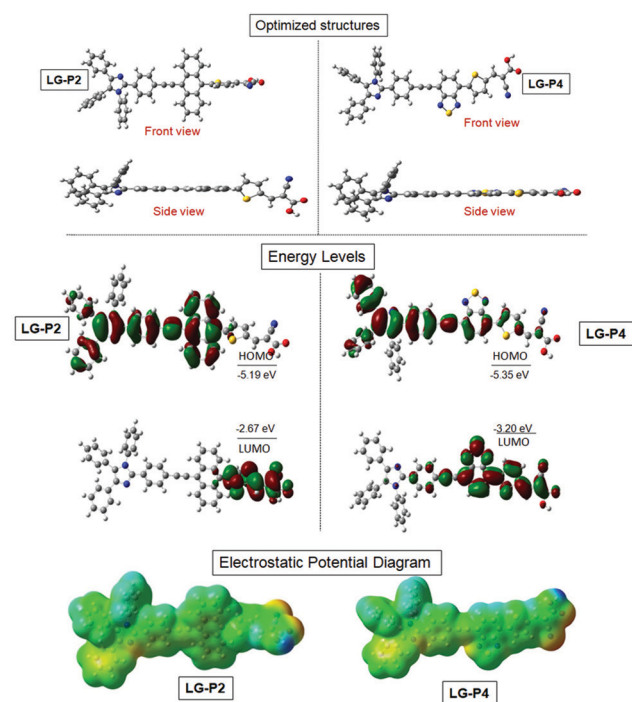 Optimized structures
LG-P2
LG-P4
Front view
Front view
Side view
Side view
Energy Levels
LG-P2
LG-P4
HOMO
-5.19 eV
HOMO
-5.35 eV
-2.67 eV
LUMO
-3.20 eV
LUMO
Electrostatic Potential Diagram
LG-P2
LG-P4